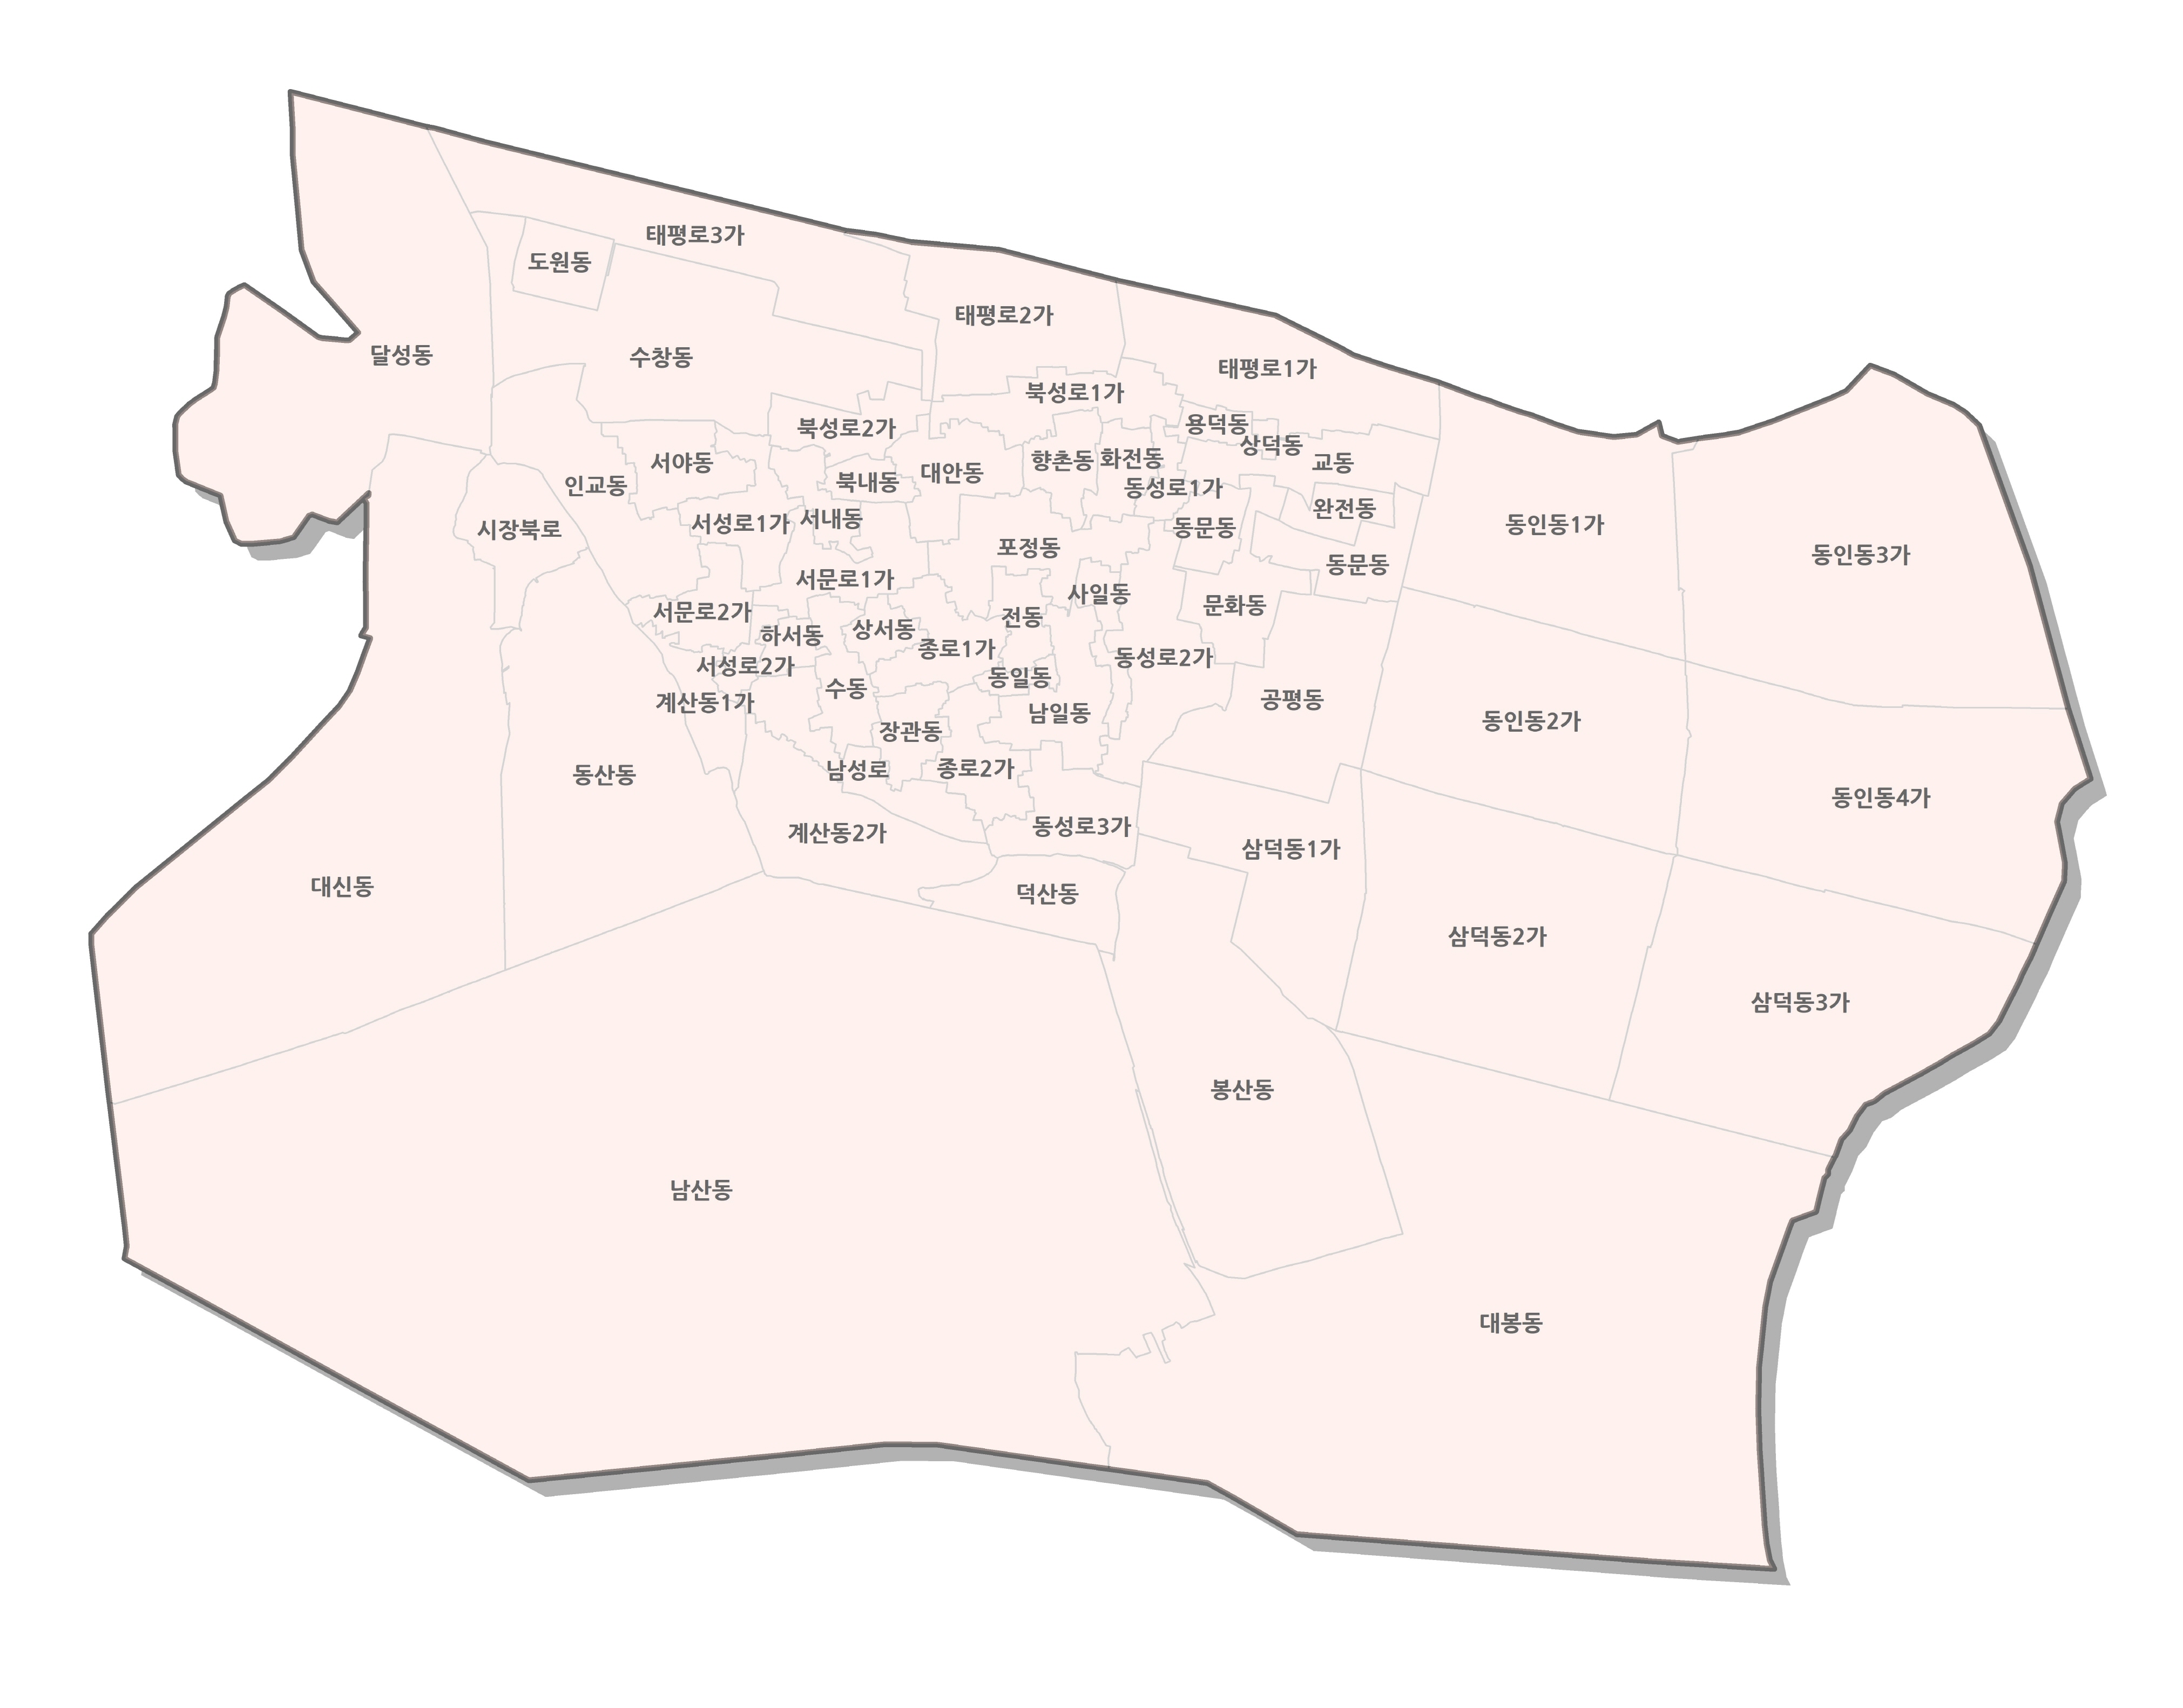 태평로3가
도원동
태평로2가
달성동
수창동
태평로1가
북성로1가
북성로2가
용덕동
상덕동
서야동
향촌동
화전동
교동
대안동
북내동
인교동
동성로1가
완전동
서성로1가
서내동
시장북로
동인동1가
동문동
포정동
동인동3가
동문동
서문로1가
사일동
문화동
서문로2가
전동
상서동
하서동
종로1가
동성로2가
서성로2가
동일동
수동
공평동
계산동1가
남일동
동인동2가
장관동
종로2가
남성로
동산동
동인동4가
동성로3가
계산동2가
삼덕동1가
대신동
덕산동
삼덕동2가
삼덕동3가
봉산동
남산동
대봉동